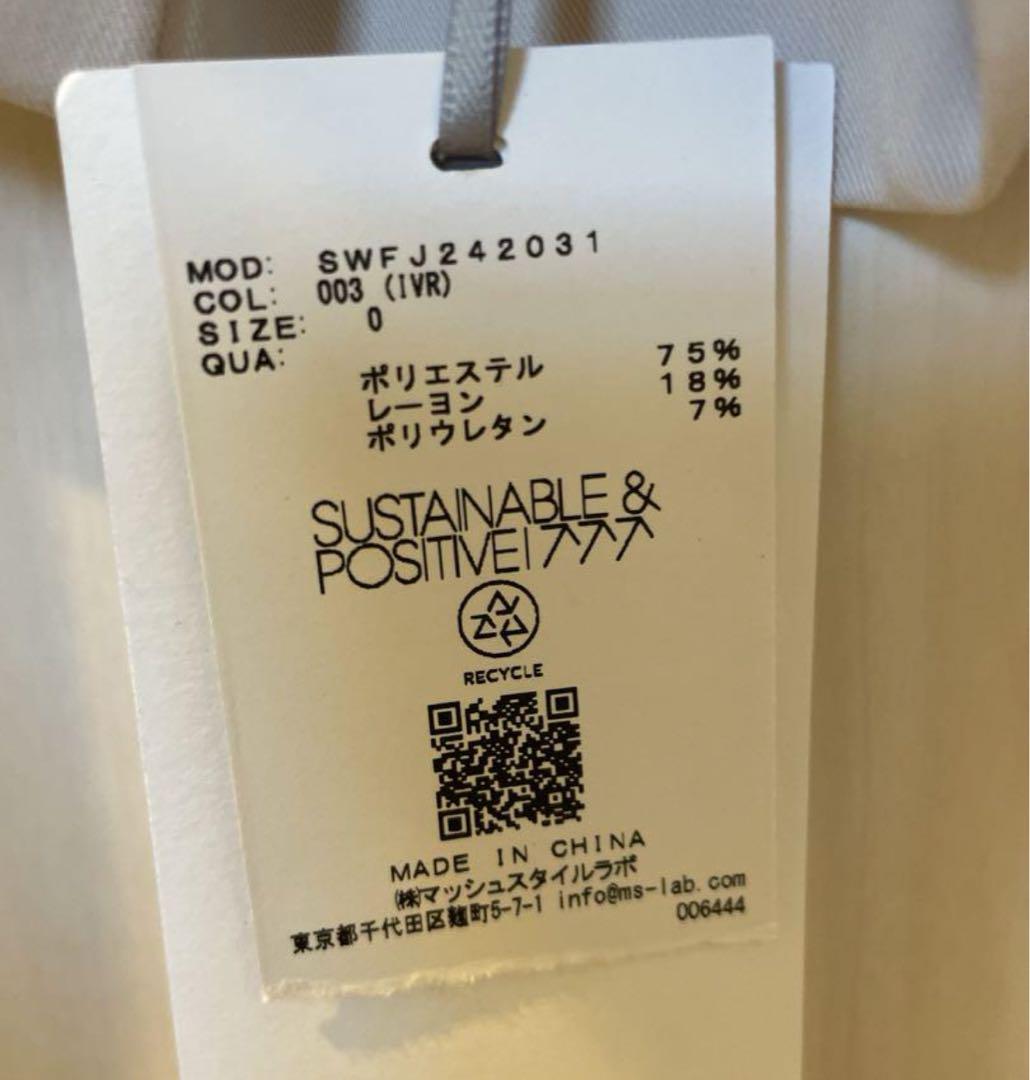 MOD: SWFJ242031
COL: 003 (IVR)
SIZE: 0
QUA:
ポリエステル 75%
レーヨン 18%
ポリウレタン 7%
SUSTAINABLE &
POSITIVE
RECYCLE
MADE IN CHINA
㈱マッシュスタイルラボ
東京都千代田区麹町5-7-1 info@ms-lab.com
006444